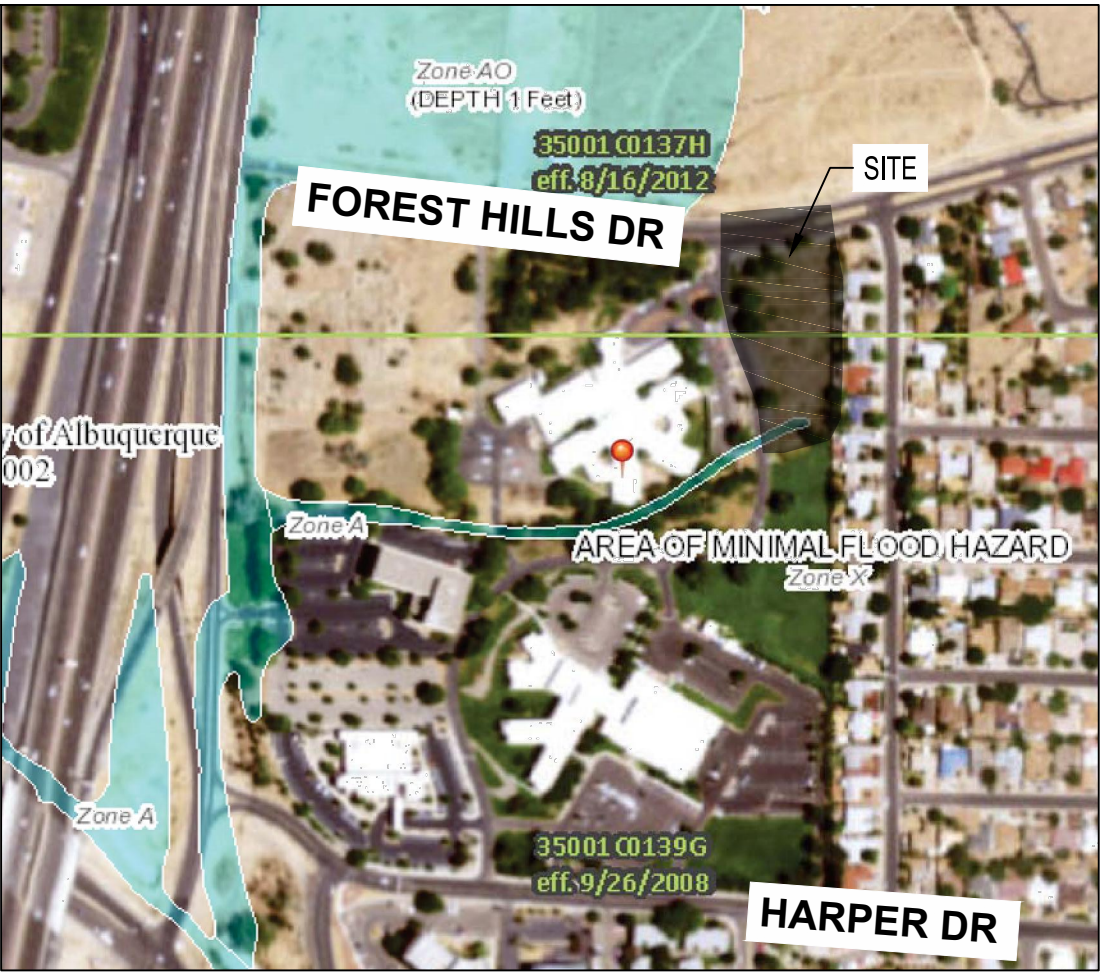 Zone AO
(DEPTH 1 Feet)
35001C0137H
eff. 8/16/2012
SITE
FOREST HILLS DR
y of Albuquerque
002
Zone A
AREA OF MINIMAL FLOOD HAZARD
Zone X
Zone A
35001C0139G
eff. 9/26/2008
HARPER DR